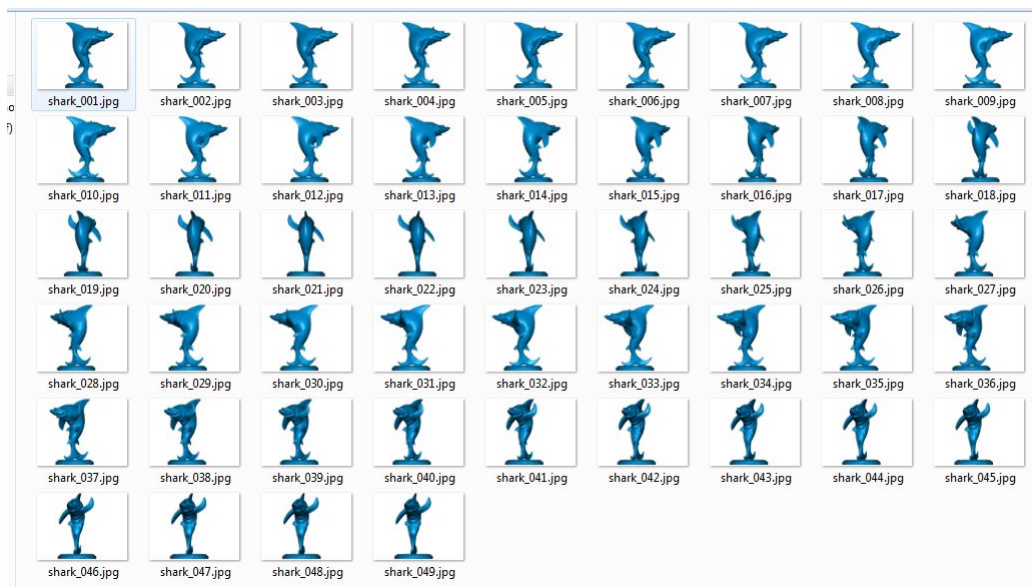 shark_001.jpg shark_002.jpg shark_003.jpg shark_004.jpg shark_005.jpg shark_006.jpg shark_007.jpg shark_008.jpg shark_009.jpg
shark_010.jpg shark_011.jpg shark_012.jpg shark_013.jpg shark_014.jpg shark_015.jpg shark_016.jpg shark_017.jpg shark_018.jpg
shark_019.jpg shark_020.jpg shark_021.jpg shark_022.jpg shark_023.jpg shark_024.jpg shark_025.jpg shark_026.jpg shark_027.jpg
shark_028.jpg shark_029.jpg shark_030.jpg shark_031.jpg shark_032.jpg shark_033.jpg shark_034.jpg shark_035.jpg shark_036.jpg
shark_037.jpg shark_038.jpg shark_039.jpg shark_040.jpg shark_041.jpg shark_042.jpg shark_043.jpg shark_044.jpg shark_045.jpg
shark_046.jpg shark_047.jpg shark_048.jpg shark_049.jpg